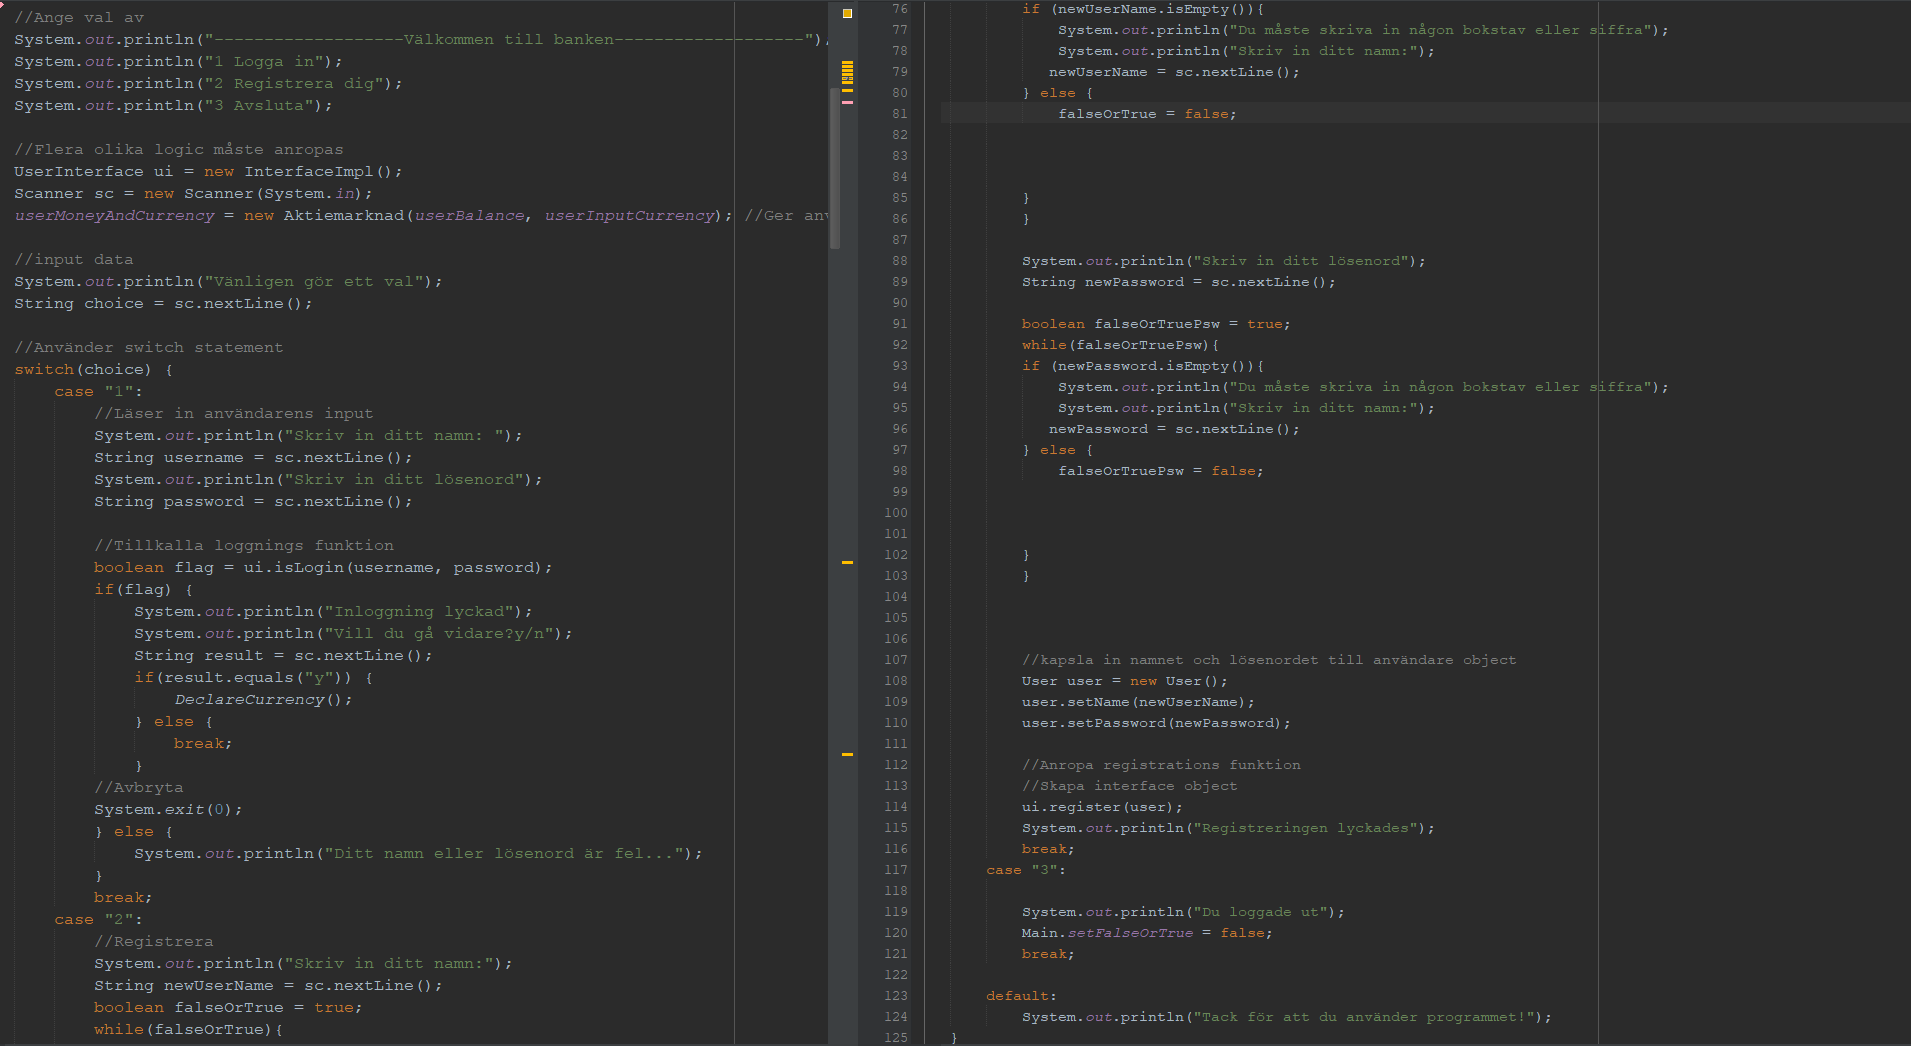 //Ange val av
System.out.println("-------------------Välkommen till banken-------------------")
System.out.println("1 Logga in");
System.out.println("2 Registrera dig");
System.out.println("3 Avsluta");
//Flera olika logic måste anropas
UserInterface ui = new InterfaceImpl();
Scanner sc = new Scanner(System.in);
userMoneyAndCurrency = new Aktiemarknad(userBalance, userInputCurrency); //Ger
//input data
System.out.println("Vänligen gör ett val");
String choice = sc.nextLine();
//Använder switch statement
switch(choice) {
case "1":
//Läser in användarens input
System.out.println("Skriv in ditt namn: ");
String username = sc.nextLine();
System.out.println("Skriv in ditt lösenord");
String password = sc.nextLine();
//Tillkalla loggnings funktion
boolean flag = ui.isLogin(username, password);
if(flag) {
System.out.println("Inloggning lyckad");
System.out.println("Vill du gå vidare?y/n");
String result = sc.nextLine();
if(result.equals("y")) {
DeclareCurrency();
} else {
break;
}
//Avbryta
System.exit(0);
} else {
System.out.println("Ditt namn eller lösenord är fel...");
}
break;
case "2":
//Registrera
System.out.println("Skriv in ditt namn:");
String newUserName = sc.nextLine();
boolean falseOrTrue = true;
while(falseOrTrue){
76 if (newUserName.isEmpty()){
77 System.out.println("Du måste skriva in någon bokstav eller siffra");
78 System.out.println("Skriv in ditt namn:");
79 newUserName = sc.nextLine();
80 } else {
81 falseOrTrue = false;
82
83
84
85 }
86 }
87
88 System.out.println("Skriv in ditt lösenord");
89 String newPassword = sc.nextLine();
90
91 boolean falseOrTruePsw = true;
92 while(falseOrTruePsw){
93 if (newPassword.isEmpty()){
94 System.out.println("Du måste skriva in någon bokstav eller siffra");
95 System.out.println("Skriv in ditt namn:");
96 newPassword = sc.nextLine();
97 } else {
98 falseOrTruePsw = false;
99
100
101
102 }
103 }
104
105
106
107 //kapsla in namnet och lösenordet till användare object
108 User user = new User();
109 user.setName(newUserName);
110 user.setPassword(newPassword);
111
112 //Anropa registrations funktion
113 //Skapa interface object
114 ui.register(user);
115 System.out.println("Registreringen lyckades");
116 break;
117 case "3":
118
119 System.out.println("Du loggade ut");
120 Main.setFalseOrTrue = false;
121 break;
122
123 default:
124 System.out.println("Tack för att du använder programmet!");
125 }